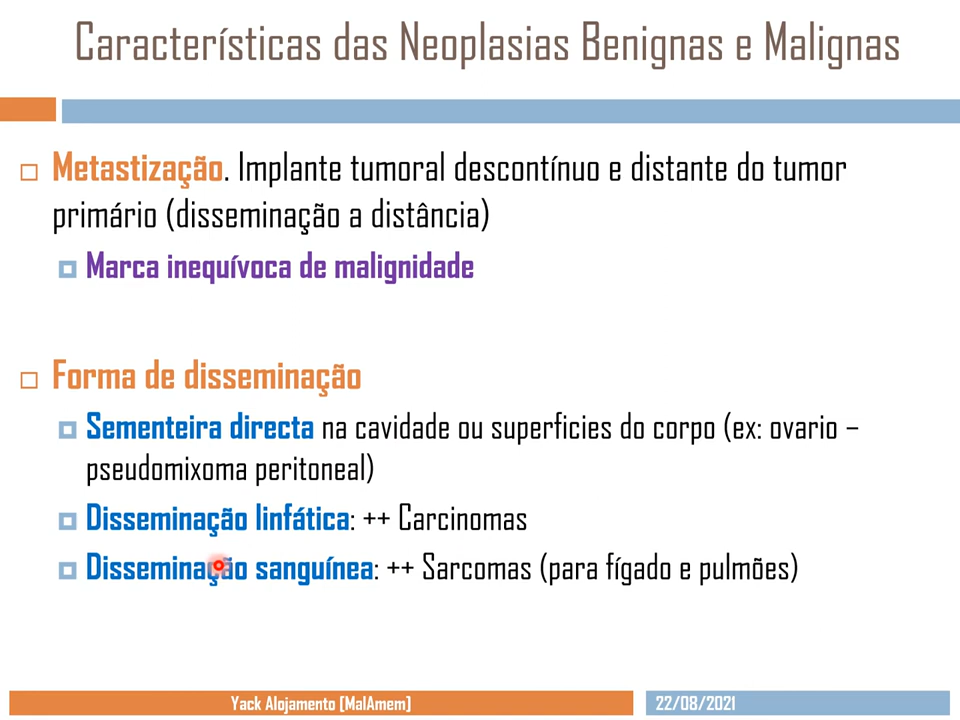 Características das Neoplasias Benignas e Malignas
Metastização. Implante tumoral descontínuo e distante do tumor
primário (disseminação a distância)
Marca inequívoca de malignidade
Forma de disseminação
Sementeira directa na cavidade ou superficies do corpo (ex: ovario –
pseudomixoma peritoneal)
Disseminação linfática: ++ Carcinomas
Disseminação sanguínea: ++ Sarcomas (para fígado e pulmões)
Yack Alojamento [MalAmem]
22/08/2021